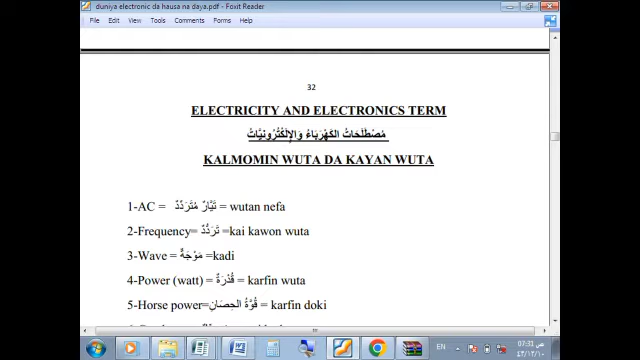 duniya electronic da hausa na daya.pdf - Foxit Reader
File Edit View Tools Help
32
ELECTRICITY AND ELECTRONICS TERM
مُصْطَلَحَاتُ الكَهْرَبَاءُ وَالإِلِكْتُرُونِيَّاتُ
KALMOMIN WUTA DA KAYAN WUTA
1-AC = تَيَّارٌ مُتَرَدِّدٌ = wutan nefa
2-Frequency= تَرَدُّدٌ =kai kawon wuta
3-Wave = مَوْجَةٌ =kadi
4-Power (watt) = قُدْرَةٌ = karfin wuta
5-Horse power= قُوَّةُ الحِصَانِ = karfin doki
EN
07:31 ص